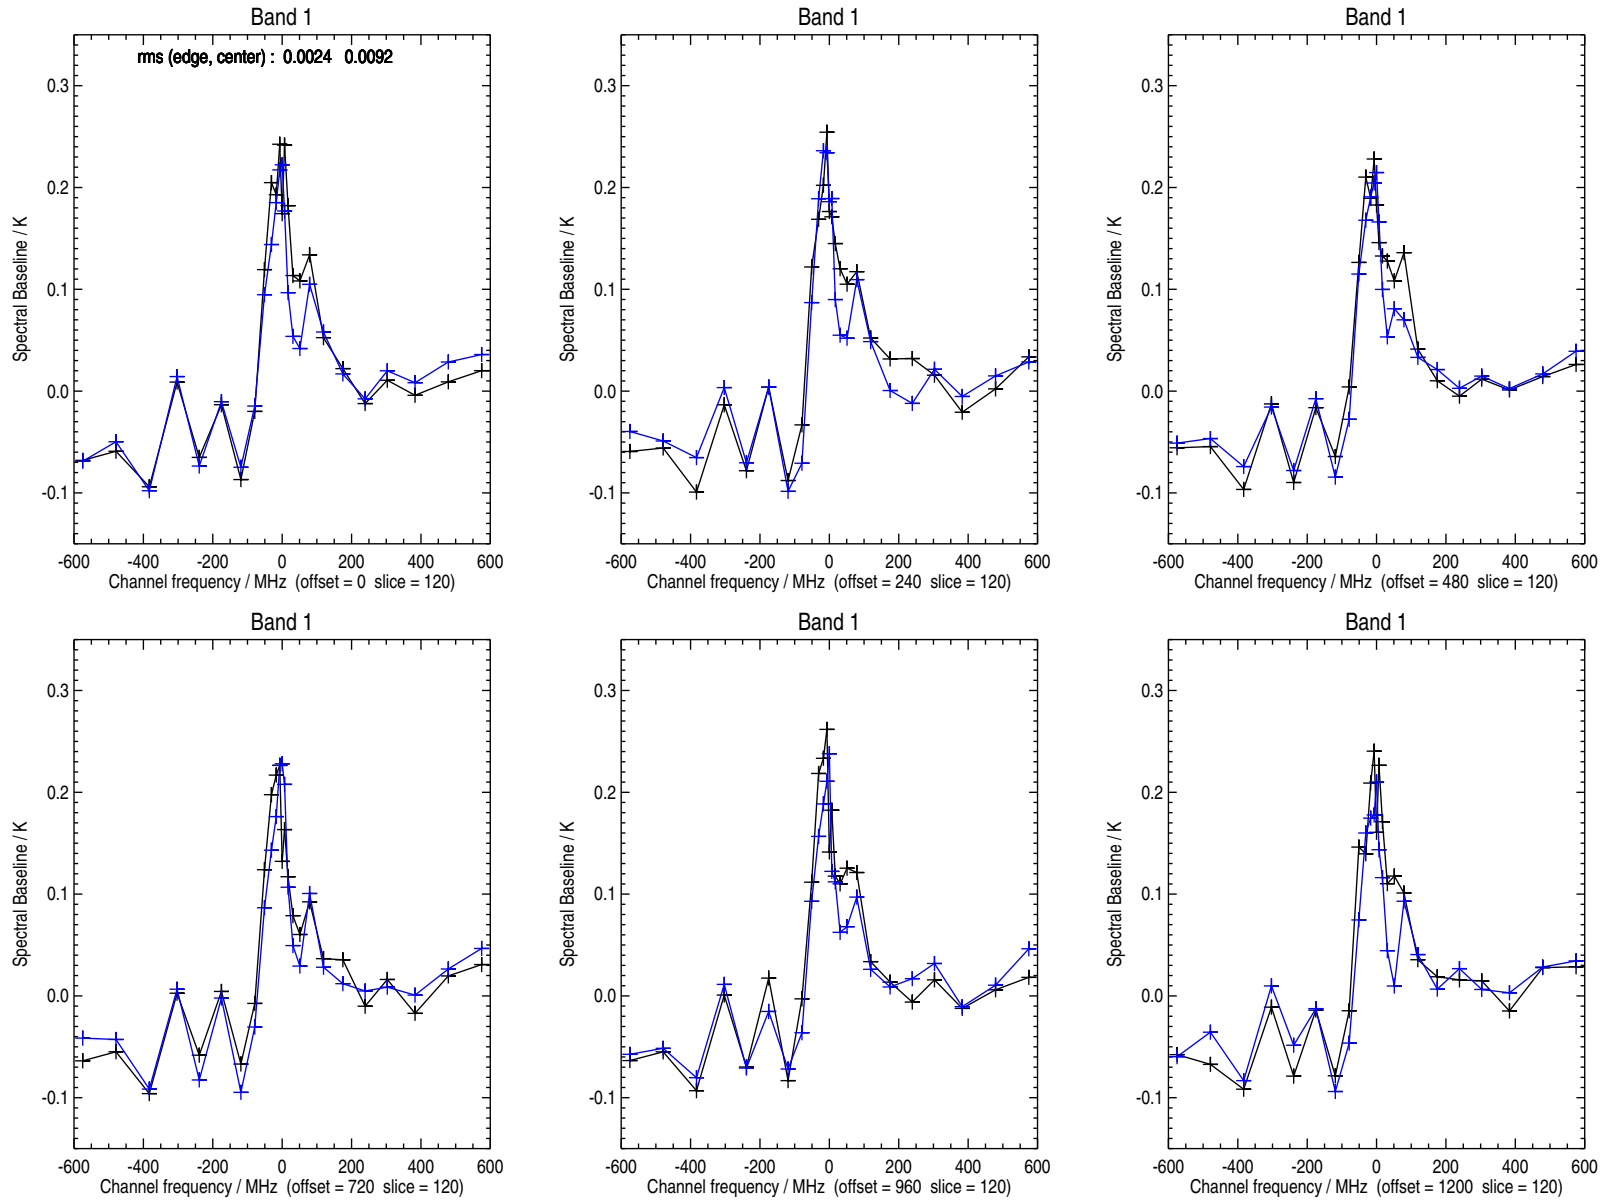 Band 1
rms (edge, center) : 0.0024 0.0092
0.3
0.2
0.1
0.0
-0.1
Spectral Baseline / K
-600 -400 -200 0 200 400 600
Channel frequency / MHz (offset = 0 slice = 120)
Band 1
0.3
0.2
0.1
0.0
-0.1
Spectral Baseline / K
-600 -400 -200 0 200 400 600
Channel frequency / MHz (offset = 240 slice = 120)
Band 1
0.3
0.2
0.1
0.0
-0.1
Spectral Baseline / K
-600 -400 -200 0 200 400 600
Channel frequency / MHz (offset = 480 slice = 120)
Band 1
0.3
0.2
0.1
0.0
-0.1
Spectral Baseline / K
-600 -400 -200 0 200 400 600
Channel frequency / MHz (offset = 720 slice = 120)
Band 1
0.3
0.2
0.1
0.0
-0.1
Spectral Baseline / K
-600 -400 -200 0 200 400 600
Channel frequency / MHz (offset = 960 slice = 120)
Band 1
0.3
0.2
0.1
0.0
-0.1
Spectral Baseline / K
-600 -400 -200 0 200 400 600
Channel frequency / MHz (offset = 1200 slice = 120)